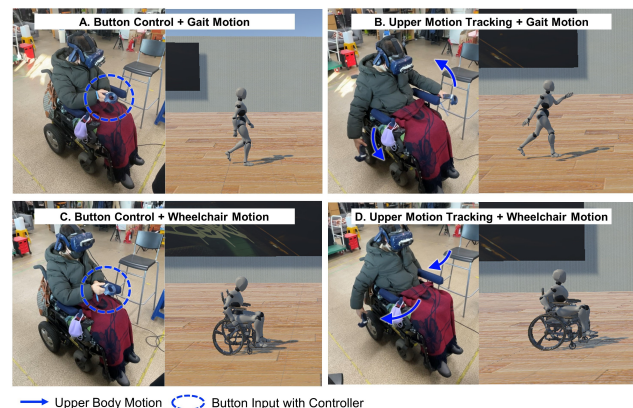 A. Button Control + Gait Motion
B. Upper Motion Tracking + Gait Motion
C. Button Control + Wheelchair Motion
D. Upper Motion Tracking + Wheelchair Motion
Upper Body Motion
Button Input with Controller